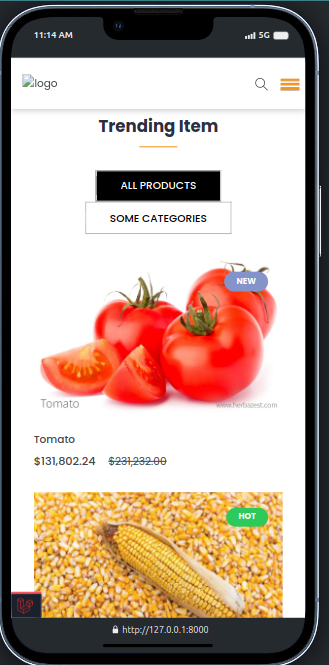 11:14 AM
5G
logo
Trending Item
ALL PRODUCTS
SOME CATEGORIES
NEW
Tomato
www.herbazest.com
Tomato
$131,802.24 $231,232.00
HOT
http://127.0.0.1:8000